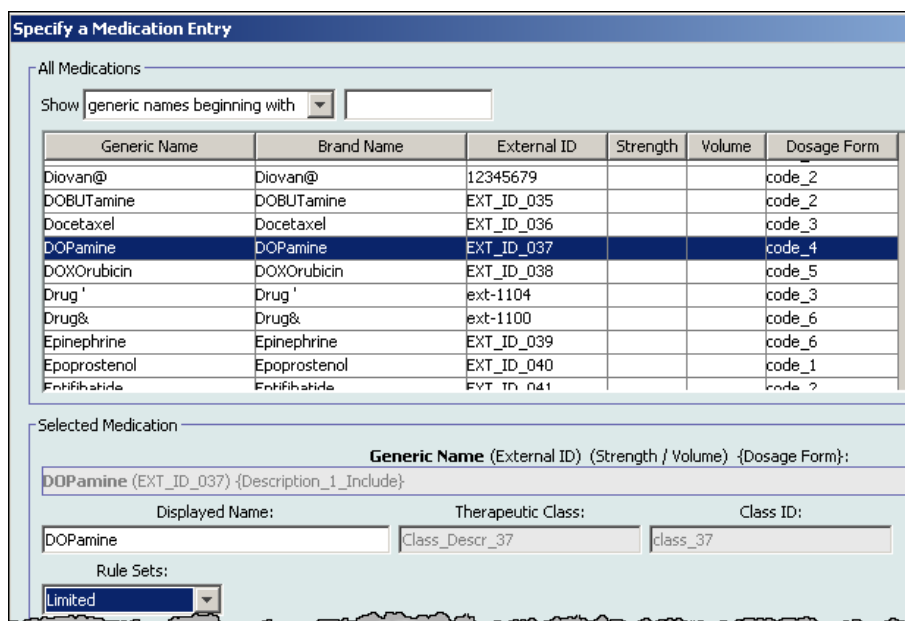 Specify a Medication Entry
All Medications
Show generic names beginning with
Generic Name Brand Name External ID Strength Volume Dosage Form
Diovan@ Diovan@ 12345679 code_2
DOBUTamine DOBUTamine EXT_ID_035 code_2
Docetaxel Docetaxel EXT_ID_036 code_3
DOPamine DOPamine EXT_ID_037 code_4
DOXOrubicin DOXOrubicin EXT_ID_038 code_5
Drug ' Drug ' ext-1104 code_3
Drug& Drug& ext-1100 code_6
Epinephrine Epinephrine EXT_ID_039 code_6
Epoprostenol Epoprostenol EXT_ID_040 code_1
Eptifibatide Eptifibatide EXT_ID_041 code_2
Selected Medication
Generic Name (External ID) (Strength / Volume) {Dosage Form}:
DOPamine (EXT_ID_037) {Description_1_Include}
Displayed Name: Therapeutic Class: Class ID:
DOPamine Class_Descr_37 class_37
Rule Sets:
Limited